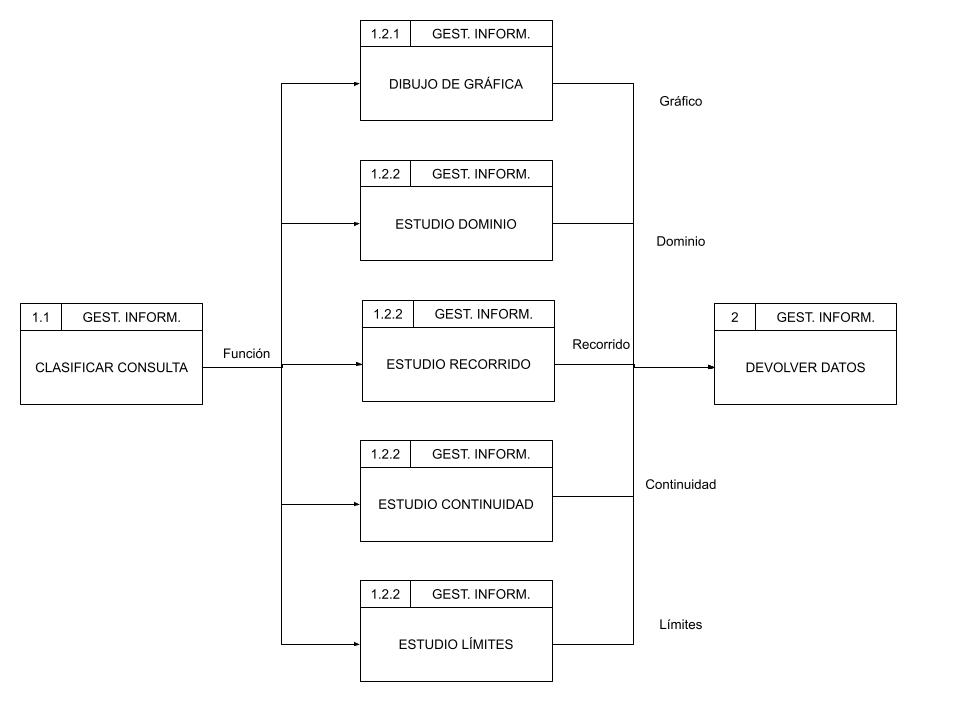 1.2.1 GEST. INFORM.
DIBUJO DE GRÁFICA
Gráfico
1.2.2 GEST. INFORM.
ESTUDIO DOMINIO
Dominio
1.1 GEST. INFORM.
CLASIFICAR CONSULTA
Función
1.2.2 GEST. INFORM.
ESTUDIO RECORRIDO
Recorrido
2 GEST. INFORM.
DEVOLVER DATOS
1.2.2 GEST. INFORM.
ESTUDIO CONTINUIDAD
Continuidad
1.2.2 GEST. INFORM.
ESTUDIO LÍMITES
Límites